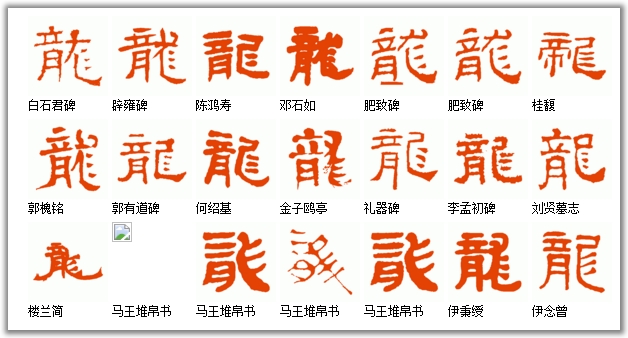 龍 龍 龍 龍 龍 龍 龍
白石君碑 辟雍碑 陈鸿寿 邓石如 肥致碑 肥致碑 桂馥
龍 龍 龍 龍 龍 龍 龍
郭槐铭 郭有道碑 何绍基 金子鸥亭 礼器碑 李孟初碑 刘贤墓志
龍 龍 龍 龍 龍 龍
楼兰简 马王堆帛书 马王堆帛书 马王堆帛书 马王堆帛书 伊秉绶 伊念曾